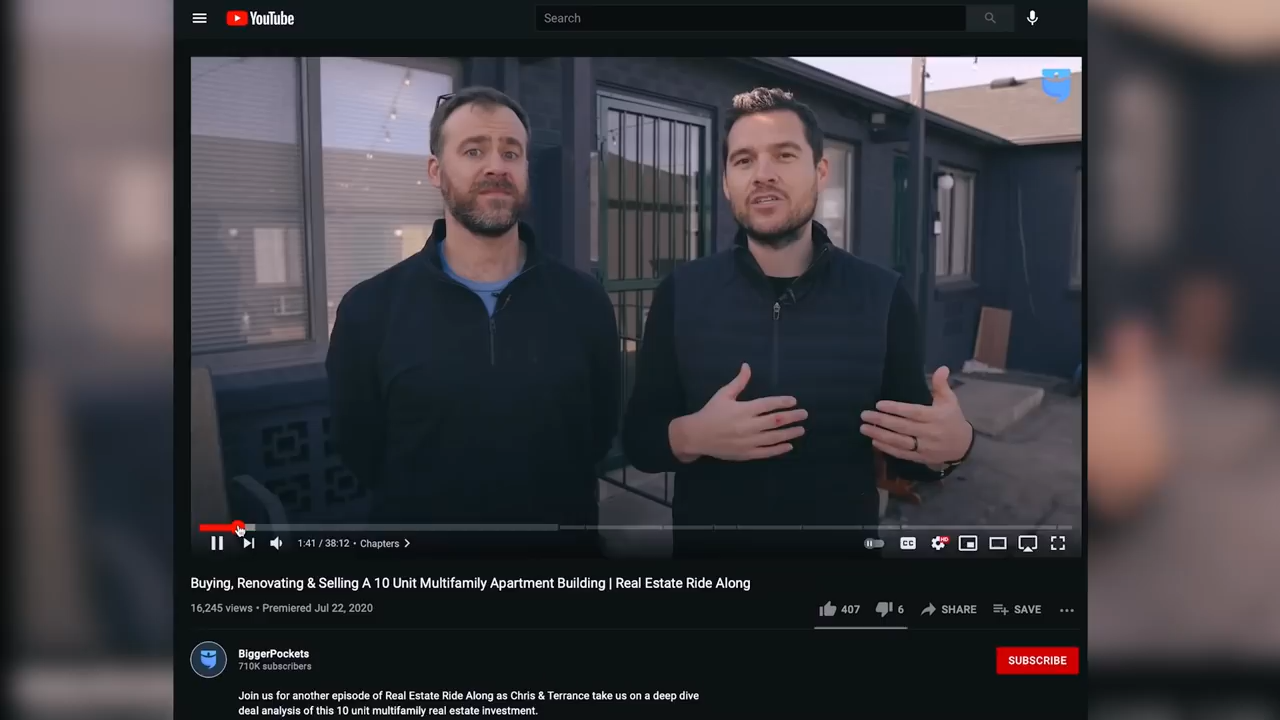 YouTube
Search
1:41 / 38:12 • Chapters
CC
HD
Buying, Renovating & Selling A 10 Unit Multifamily Apartment Building | Real Estate Ride Along
16,245 views • Premiered Jul 22, 2020
407
6
SHARE
SAVE
BiggerPockets
710K subscribers
SUBSCRIBE
Join us for another episode of Real Estate Ride Along as Chris & Terrance take us on a deep dive
deal analysis of this 10 unit multifamily real estate investment.